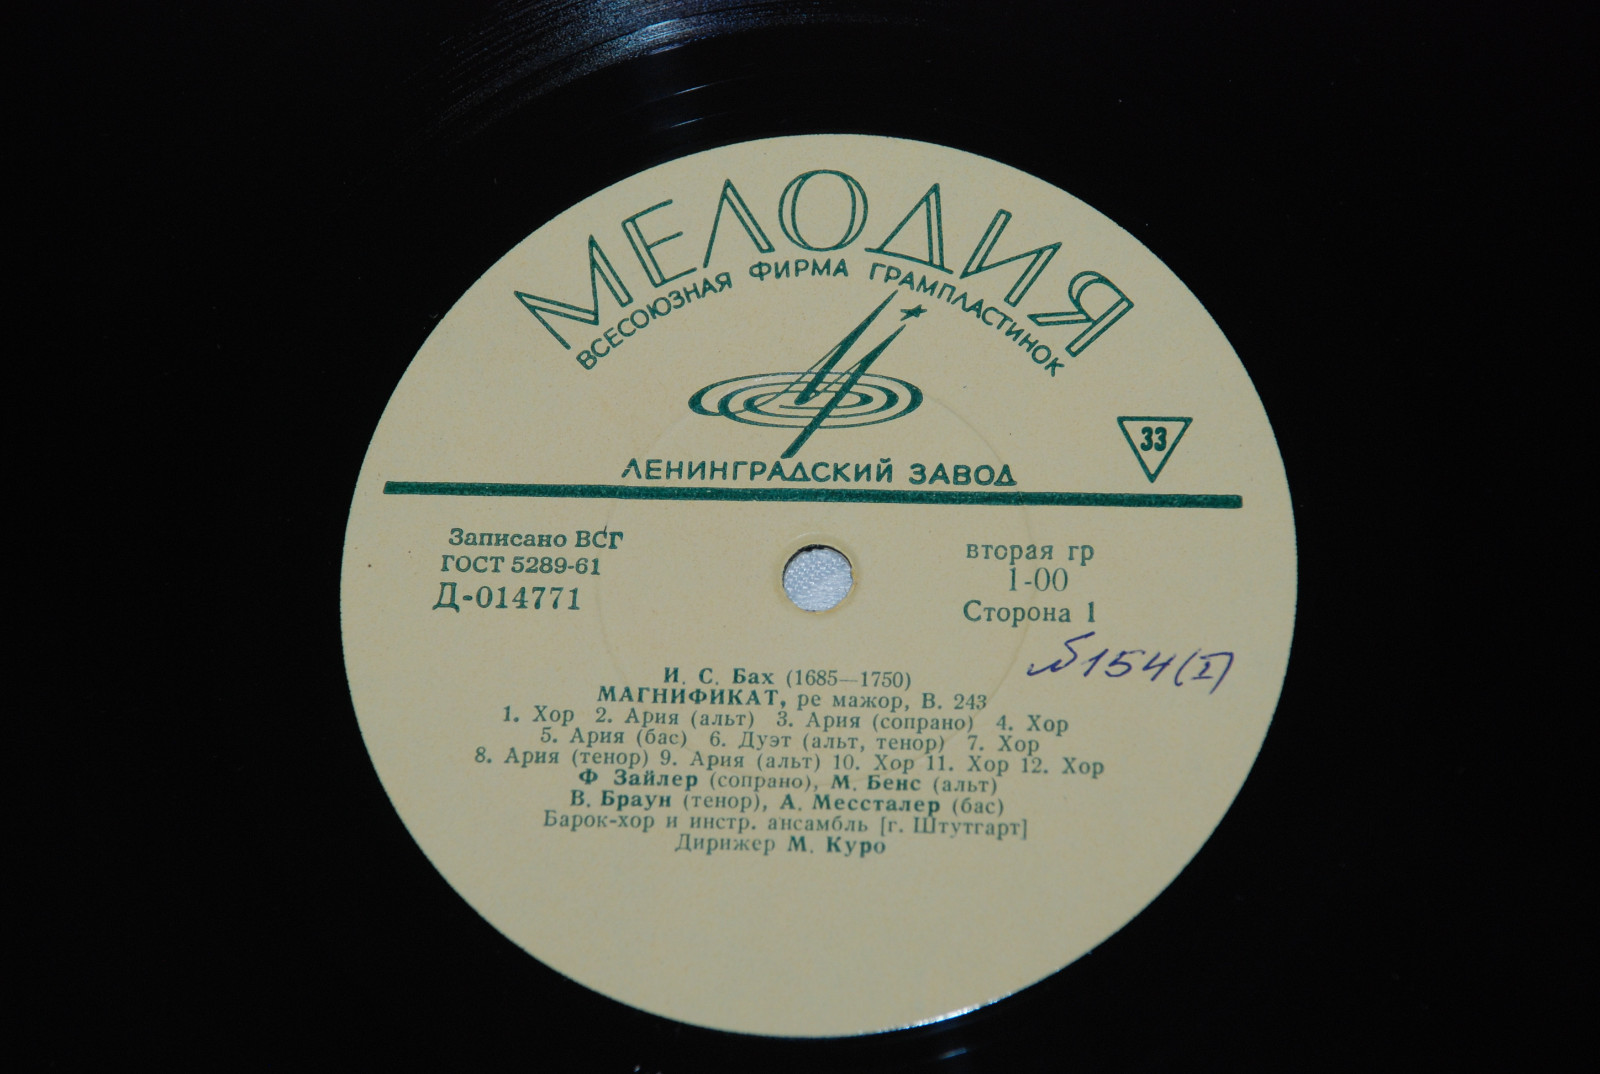 МЕЛОДИЯ
ВСЕСОЮЗНАЯ ФИРМА ГРАМПЛАСТИНОК
ЛЕНИНГРАДСКИЙ ЗАВОД
33
Записано ВСГ
ГОСТ 5289-61
Д-014771
вторая гр
1-00
Сторона 1
№154(I)
И. С. Бах (1685—1750)
МАГНИФИКАТ, ре мажор, В. 243
1. Хор 2. Ария (альт) 3. Ария (сопрано) 4. Хор
5. Ария (бас) 6. Дуэт (альт, тенор) 7. Хор
8. Ария (тенор) 9. Ария (альт) 10. Хор 11. Хор 12. Хор
Ф Зайлер (сопрано), М. Бенс (альт)
В. Браун (тенор), А. Месcталер (бас)
Барок-хор и инстр. ансамбль [г. Штутгарт]
Дирижер М. Куро